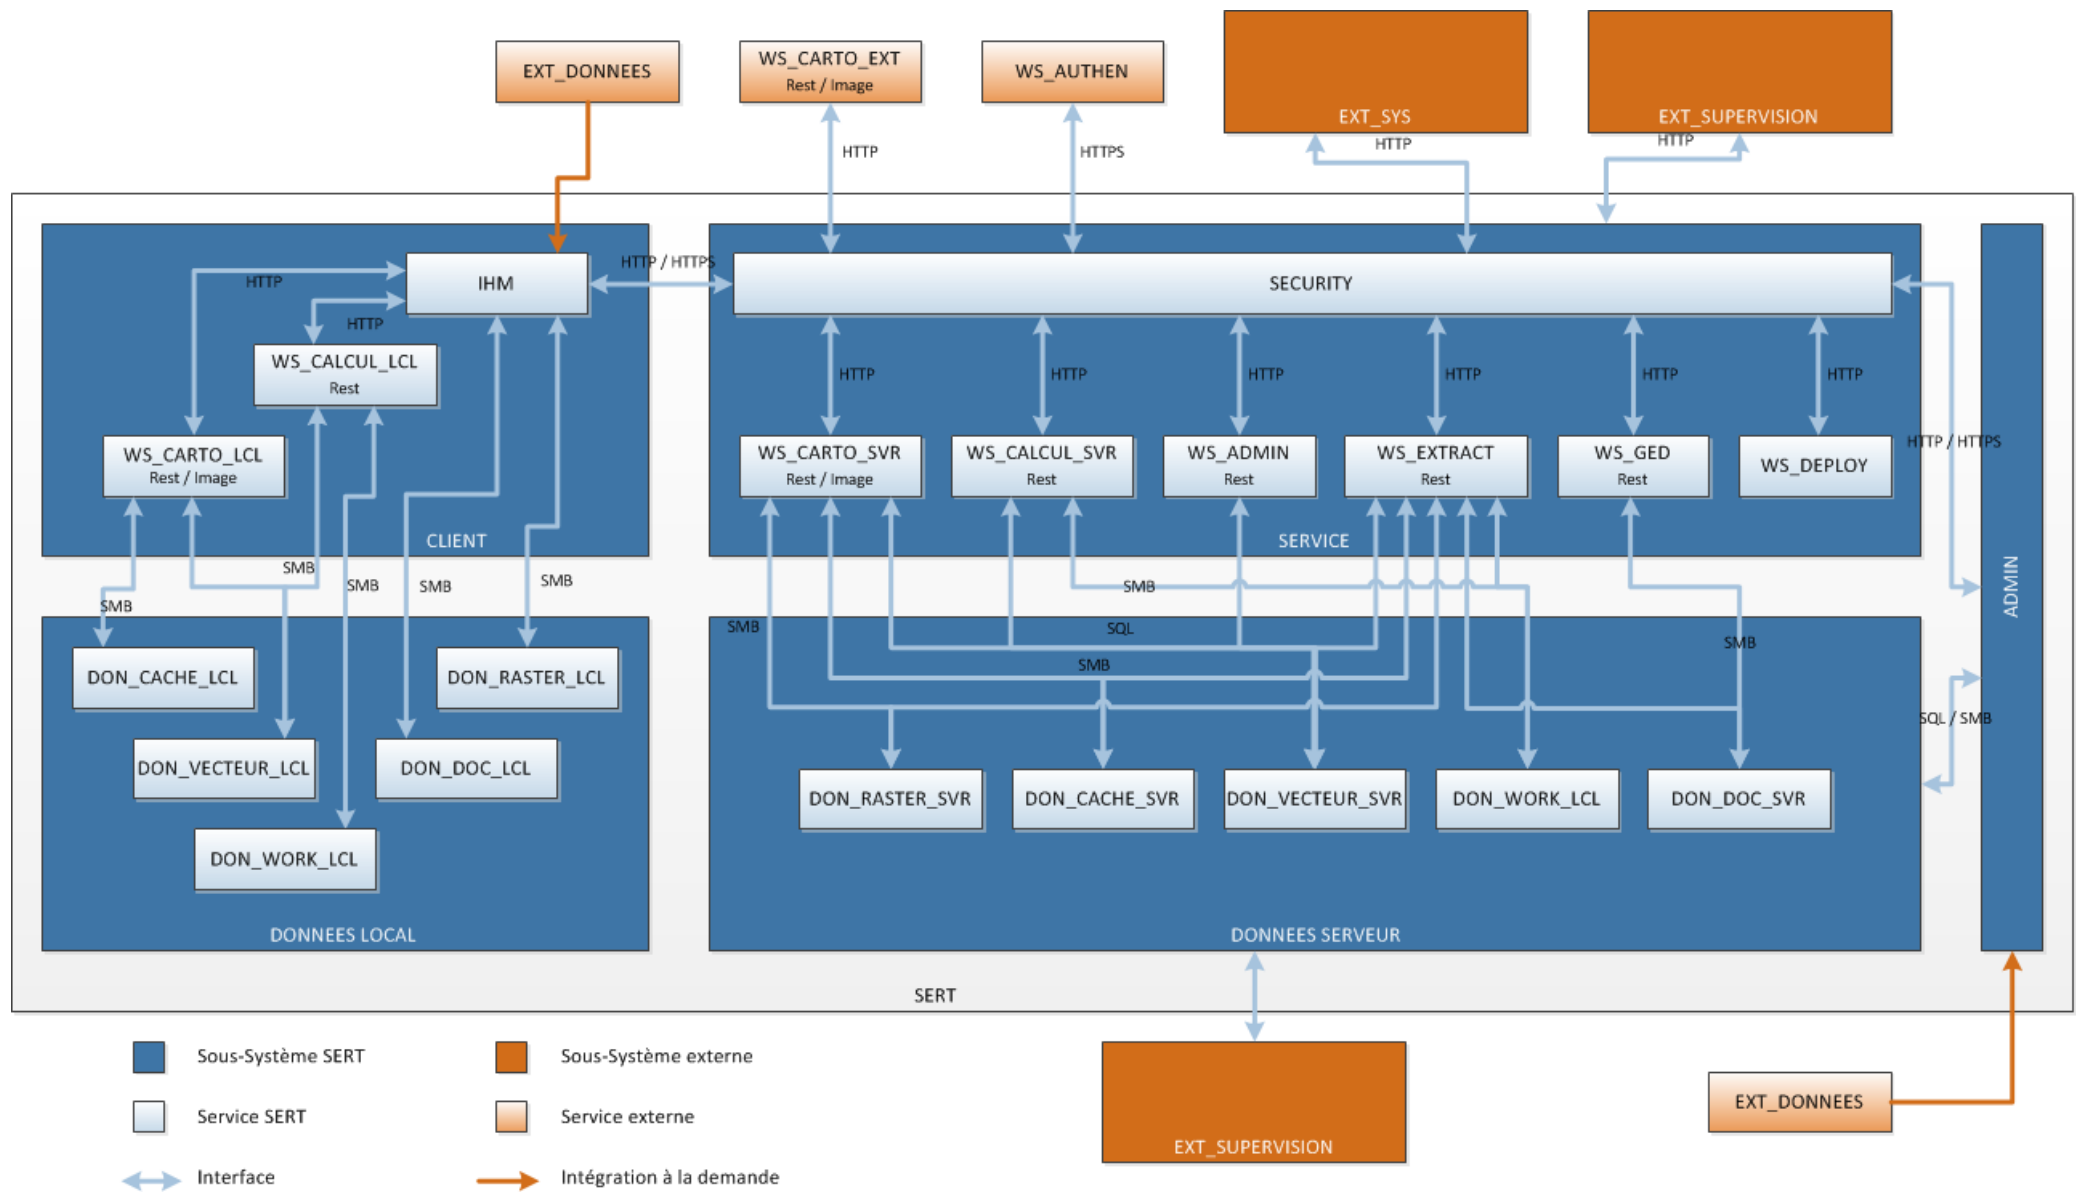 EXT_DONNEES
WS_CARTO_EXT
Rest / Image
WS_AUTHEN
EXT_SYS
EXT_SUPERVISION
HTTP
HTTPS
HTTP
HTTP
IHM
HTTP / HTTPS
SECURITY
HTTP
HTTP
WS_CALCUL_LCL
Rest
WS_CARTO_LCL
Rest / Image
CLIENT
HTTP
HTTP
HTTP
HTTP
HTTP
HTTP
WS_CARTO_SVR
Rest / Image
WS_CALCUL_SVR
Rest
WS_ADMIN
Rest
WS_EXTRACT
Rest
WS_GED
Rest
WS_DEPLOY
HTTP / HTTPS
SERVICE
ADMIN
SMB
SMB
SMB
SMB
SMB
SMB
SMB
SQL
SMB
SMB
SQL / SMB
DON_CACHE_LCL
DON_RASTER_LCL
DON_VECTEUR_LCL
DON_DOC_LCL
DON_WORK_LCL
DONNEES LOCAL
DON_RASTER_SVR
DON_CACHE_SVR
DON_VECTEUR_SVR
DON_WORK_LCL
DON_DOC_SVR
DONNEES SERVEUR
SERT
Sous-Système SERT
Sous-Système externe
Service SERT
Service externe
Interface
Intégration à la demande
EXT_SUPERVISION
EXT_DONNEES